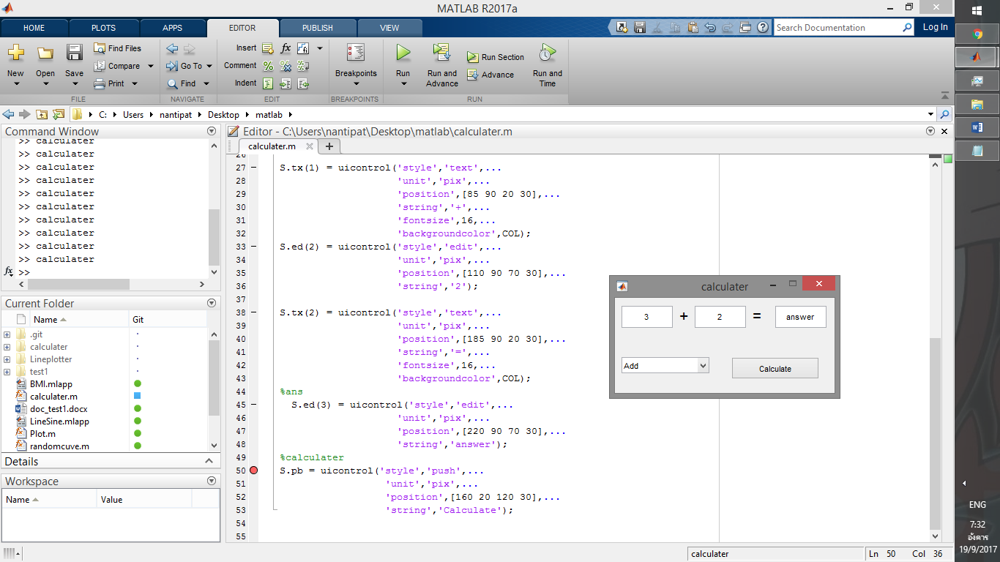 MATLAB R2017a
HOME PLOTS APPS EDITOR PUBLISH VIEW
Search Documentation
Log In
New Open Save
Find Files
Compare
Print
FILE
Go To
Find
NAVIGATE
Insert fx
Comment % %
Indent
EDIT
Breakpoints
BREAKPOINTS
Run
Run and Advance
Run Section
Advance
Run and Time
RUN
C: Users nantipat Desktop matlab
Command Window
>> calculater
>> calculater
>> calculater
>> calculater
>> calculater
>> calculater
>> calculater
>> calculater
>> calculater
>> calculater
fx >>
Current Folder
Name Git
.git
calculater
Lineplotter
test1
BMI.mlapp
calculater.m
doc_test1.docx
LineSine.mlapp
Plot.m
randomcuve.m
Details
Workspace
Name Value
Editor - C:\Users\nantipat\Desktop\matlab\calculater.m
calculater.m
26
27 S.tx(1) = uicontrol('style','text',...
28 'unit','pix',...
29 'position',[85 90 20 30],...
30 'string','+',...
31 'fontsize',16,...
32 'backgroundcolor',COL);
33 S.ed(2) = uicontrol('style','edit',...
34 'unit','pix',...
35 'position',[110 90 70 30],...
36 'string','2');
37
38 S.tx(2) = uicontrol('style','text',...
39 'unit','pix',...
40 'position',[185 90 20 30],...
41 'string','=',...
42 'fontsize',16,...
43 'backgroundcolor',COL);
44 %ans
45 S.ed(3) = uicontrol('style','edit',...
46 'unit','pix',...
47 'position',[220 90 70 30],...
48 'string','answer');
49 %calculater
50 S.pb = uicontrol('style','push',...
51 'unit','pix',...
52 'position',[160 20 120 30],...
53 'string','Calculate');
54
55
calculater
3 + 2 = answer
Add
Calculate
calculater
Ln 50 Col 36
ENG
7:32
อังคาร
19/9/2017